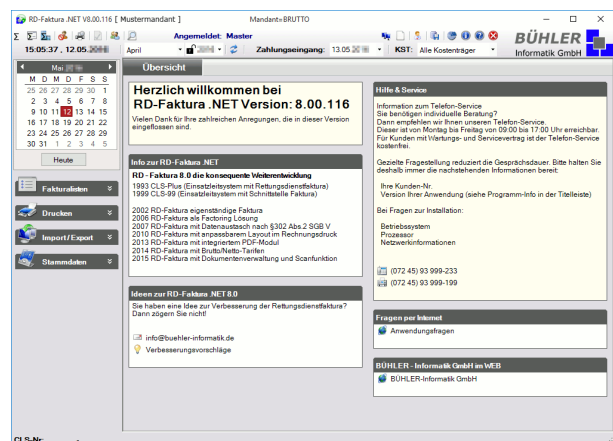 RD-Faktura .NET V8.00.116 [ Mustermandant ]
Mandant=BRUTTO
Angemeldet: Master
BÜHLER
Informatik GmbH
15:05:37 , 12.05.
April
Zahlungseingang: 13.05
KST: Alle Kostenträger
Mai
M D M D F S S
25 26 27 28 29 30 1
2 3 4 5 6 7 8
9 10 11 12 13 14 15
16 17 18 19 20 21 22
23 24 25 26 27 28 29
30 31 1 2 3 4 5
Heute
Fakturalisten
Drucken
Import/Export
Stammdaten
Übersicht
Herzlich willkommen bei
RD-Faktura .NET Version: 8.00.116
Vielen Dank für Ihre zahlreichen Anregungen, die in dieser Version
eingeflossen sind.
Info zur RD-Faktura .NET
RD - Faktura 8.0 die konsequente Weiterentwicklung
1993 CLS-Plus (Einsatzleitsystem mit Rettungsdienstfaktura)
1999 CLS-99 (Einsatzleitsystem mit Schnittstelle Faktura)
2002 RD-Faktura eigenständige Faktura
2006 RD-Faktura als Factoring Lösung
2007 RD-Faktura mit Datenaustausch nach §302 Abs.2 SGB V
2010 RD-Faktura mit anpassbarem Layout im Rechnungsdruck
2013 RD-Faktura mit integriertem PDF-Modul
2014 RD-Faktura mit Brutto/Netto-Tarifen
2015 RD-Faktura mit Dokumentenverwaltung und Scanfunktion
Ideen zur RD-Faktura .NET 8.0
Sie haben eine Idee zur Verbesserung der Rettungsdienstfaktura?
Dann zögern Sie nicht!
info@buehler-informatik.de
Verbesserungsvorschläge
Hilfe & Service
Information zum Telefon-Service
Sie benötigen individuelle Beratung?
Dann empfehlen wir Ihnen unseren Telefon-Service.
Dieser ist von Montag bis Freitag von 09:00 bis 17:00 Uhr erreichbar.
Für Kunden mit Wartungs- und Servicevertrag ist der Telefon-Service
kostenfrei.
Gezielte Fragestellung reduziert die Gesprächsdauer. Bitte halten Sie
deshalb immer die nachstehenden Informationen bereit:
Ihre Kunden-Nr.
Version Ihrer Anwendung (siehe Programm-Info in der Titelleiste)
Bei Fragen zur Installation:
Betriebssystem
Prozessor
Netzwerkinformationen
(072 45) 93 999-233
(072 45) 93 999-199
Fragen per Internet
Anwendungsfragen
BÜHLER - Informatik GmbH im WEB
BÜHLER-Informatik GmbH
CLS-Nr: